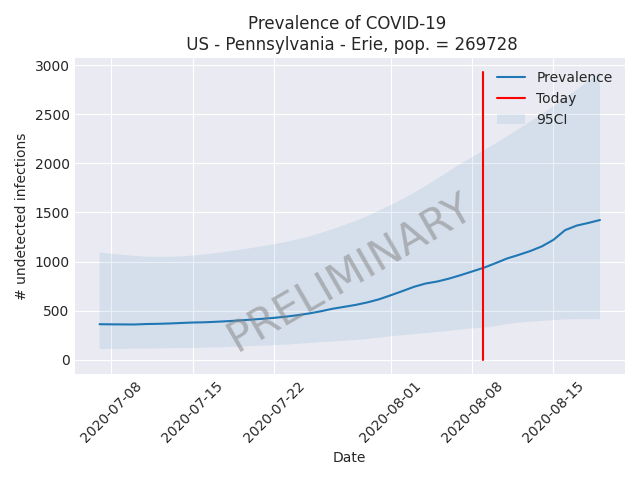 Prevalence of COVID-19
US - Pennsylvania - Erie, pop. = 269728
3000
2500
2000
1500
1000
500
0
# undetected infections
Prevalence
Today
95CI
PRELIMINARY
2020-07-08
2020-07-15
2020-07-22
2020-08-01
2020-08-08
2020-08-15
Date